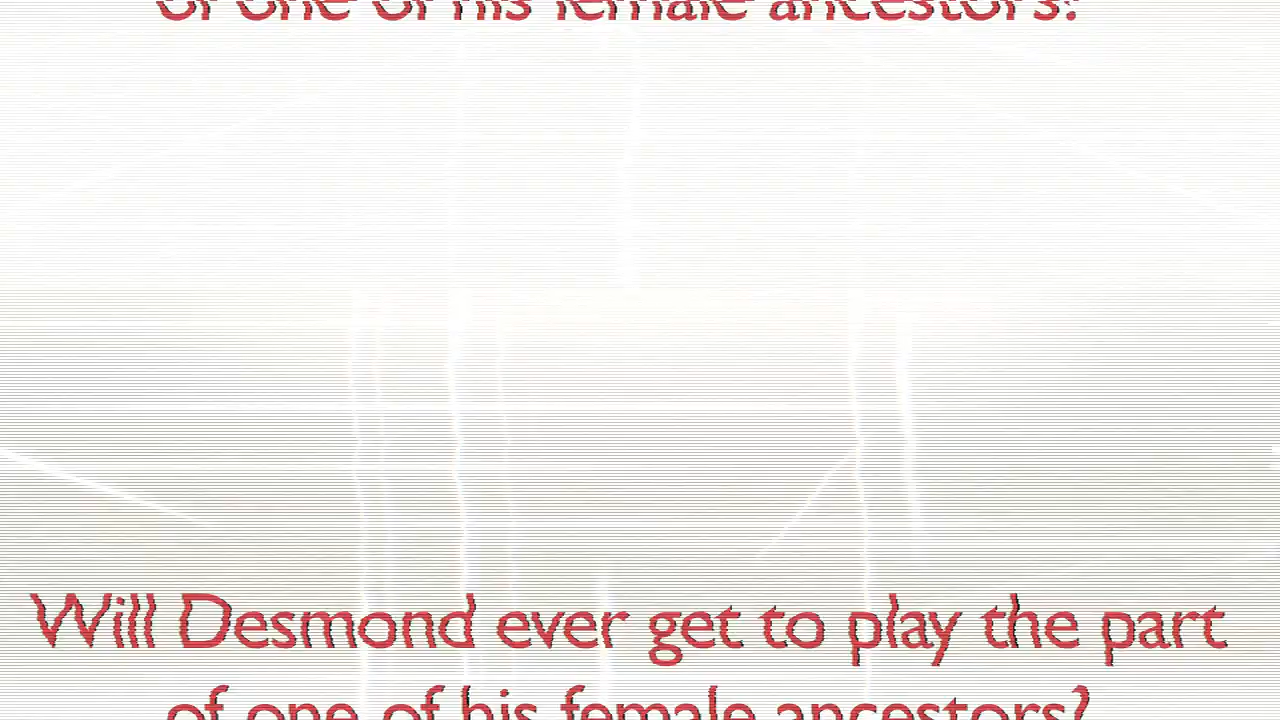 of one of his female ancestors?
Will Desmond ever get to play the part
of one of his female ancestors?